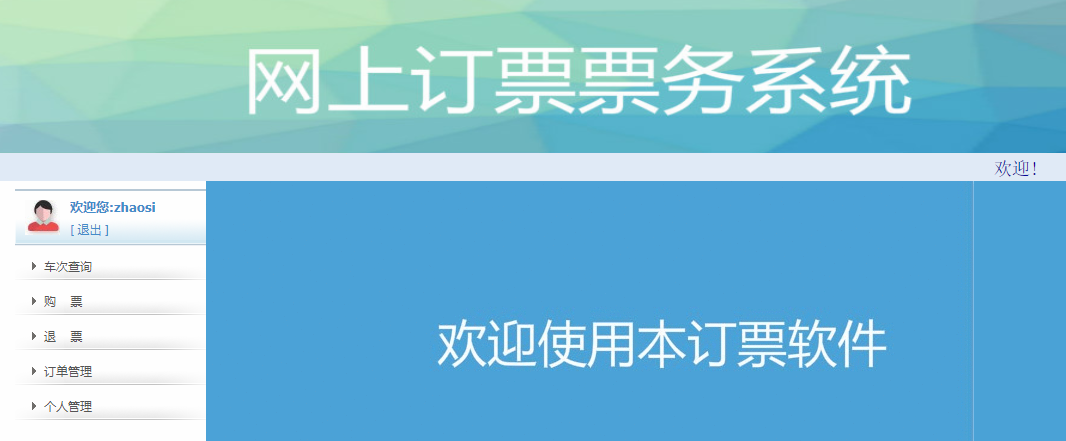 网上订票票务系统
欢迎!
欢迎您:zhaosi
[ 退出 ]
车次查询
购 票
退 票
订单管理
个人管理
欢迎使用本订票软件